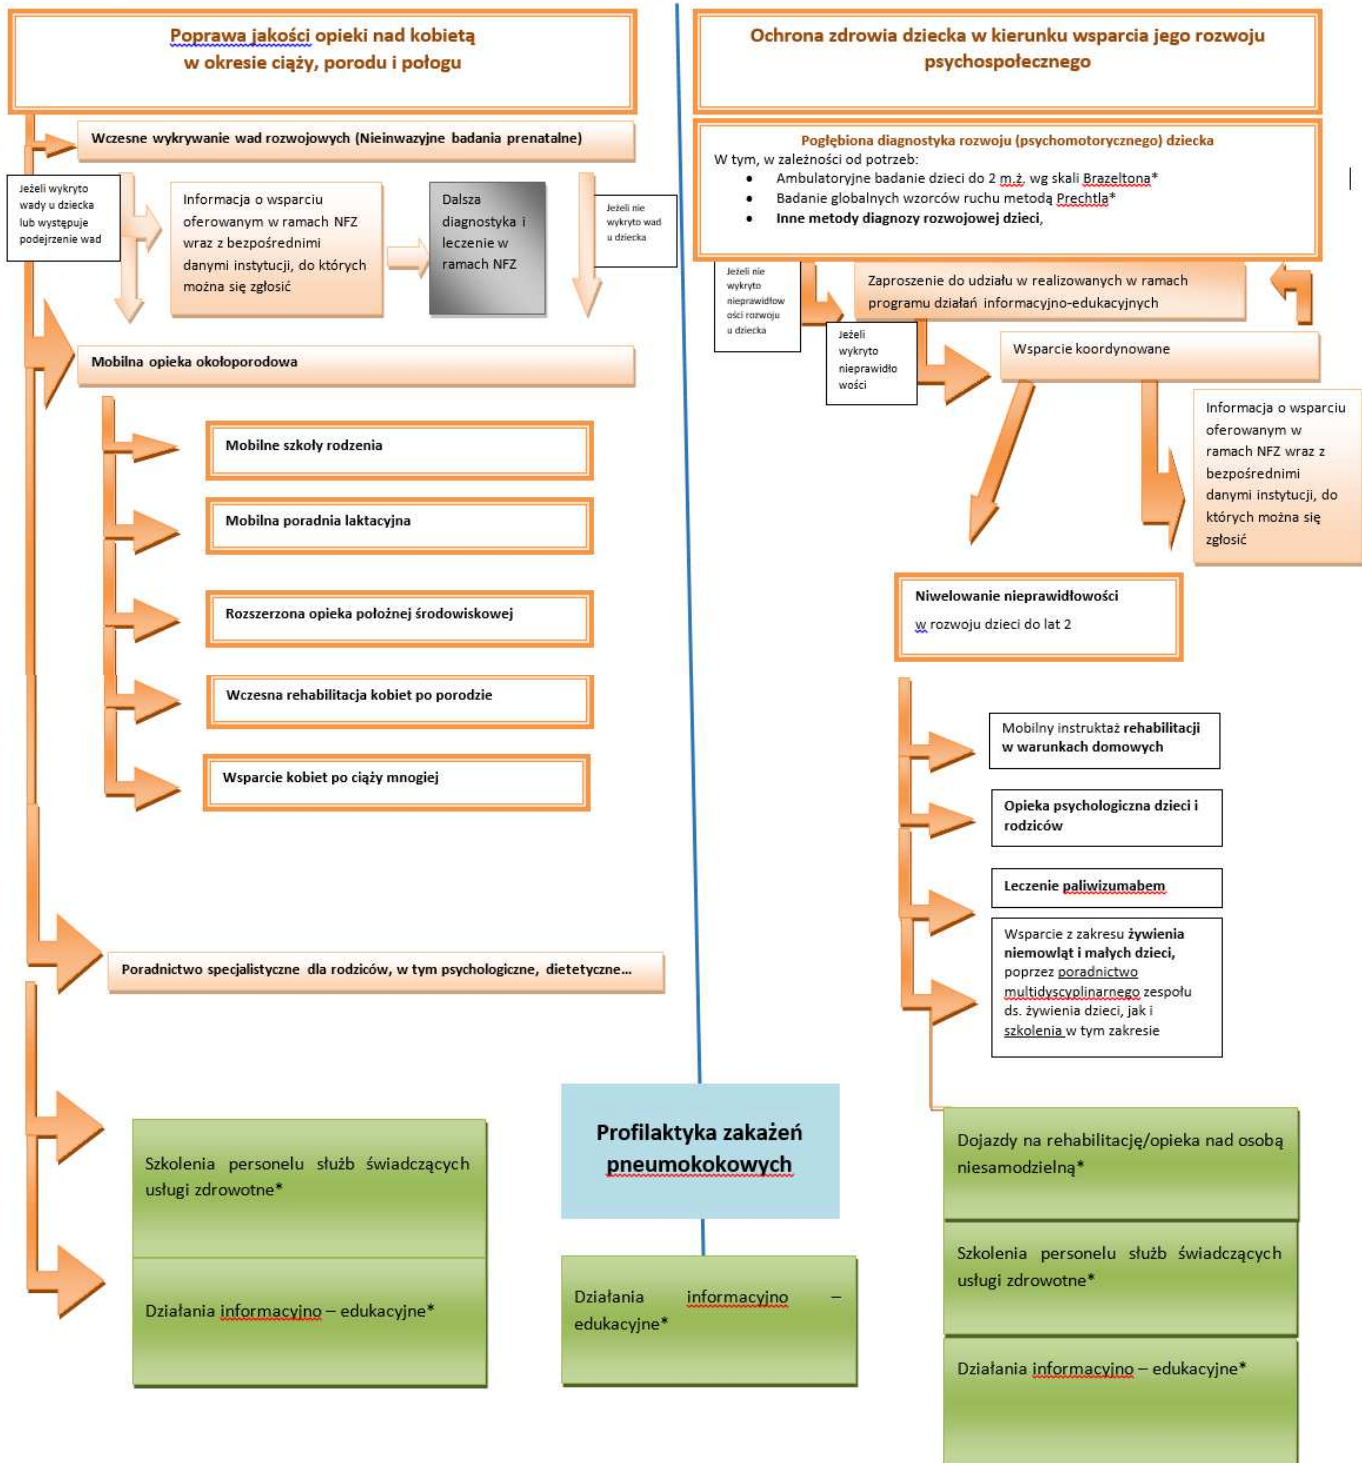 Poprawa jakości opieki nad kobietą
w okresie ciąży, porodu i połogu
Wczesne wykrywanie wad rozwojowych (Nieinwazyjne badania prenatalne)
Jeżeli wykryto
wady u dziecka
lub występuje
podejrzenie wad
Informacja o wsparciu
oferowanym w ramach NFZ
wraz z bezpośrednimi
danymi instytucji, do których
można się zgłosić
Dalsza
diagnostyka i
leczenie w
ramach NFZ
Jeżeli nie
wykryto wad
u dziecka
Mobilna opieka okołoporodowa
Mobilne szkoły rodzenia
Mobilna poradnia laktacyjna
Rozszerzona opieka położnej środowiskowej
Wczesna rehabilitacja kobiet po porodzie
Wsparcie kobiet po ciąży mnogiej
Poradnictwo specjalistyczne dla rodziców, w tym psychologiczne, dietetyczne...
Szkolenia personelu służb świadczących
usługi zdrowotne*
Działania informacyjno – edukacyjne*
Profilaktyka zakażeń
pneumokokowych
Działania informacyjno –
edukacyjne*
Ochrona zdrowia dziecka w kierunku wsparcia jego rozwoju
psychospołecznego
Pogłębiona diagnostyka rozwoju (psychomotorycznego) dziecka
W tym, w zależności od potrzeb:
• Ambulatoryjne badanie dzieci do 2 m.ż. wg skali Brazeltona*
• Badanie globalnych wzorców ruchu metodą Prechtla*
• Inne metody diagnozy rozwojowej dzieci,
Jeżeli nie
wykryto
nieprawidłow
ości rozwoju
u dziecka
Zaproszenie do udziału w realizowanych w ramach
programu działań informacyjno-edukacyjnych
Jeżeli
wykryto
nieprawidło
wości
Wsparcie koordynowane
Informacja o wsparciu
oferowanym w
ramach NFZ wraz z
bezpośrednimi
danymi instytucji, do
których można się
zgłosić
Niwelowanie nieprawidłowości
w rozwoju dzieci do lat 2
Mobilny instruktaż rehabilitacji
w warunkach domowych
Opieka psychologiczna dzieci i
rodziców
Leczenie paliwizumabem
Wsparcie z zakresu żywienia
niemowląt i małych dzieci,
poprzez poradnictwo
multidyscyplinarnego zespołu
ds. żywienia dzieci, jak i
szkolenia w tym zakresie
Dojazdy na rehabilitację/opieka nad osobą
niesamodzielną*
Szkolenia personelu służb świadczących
usługi zdrowotne*
Działania informacyjno – edukacyjne*